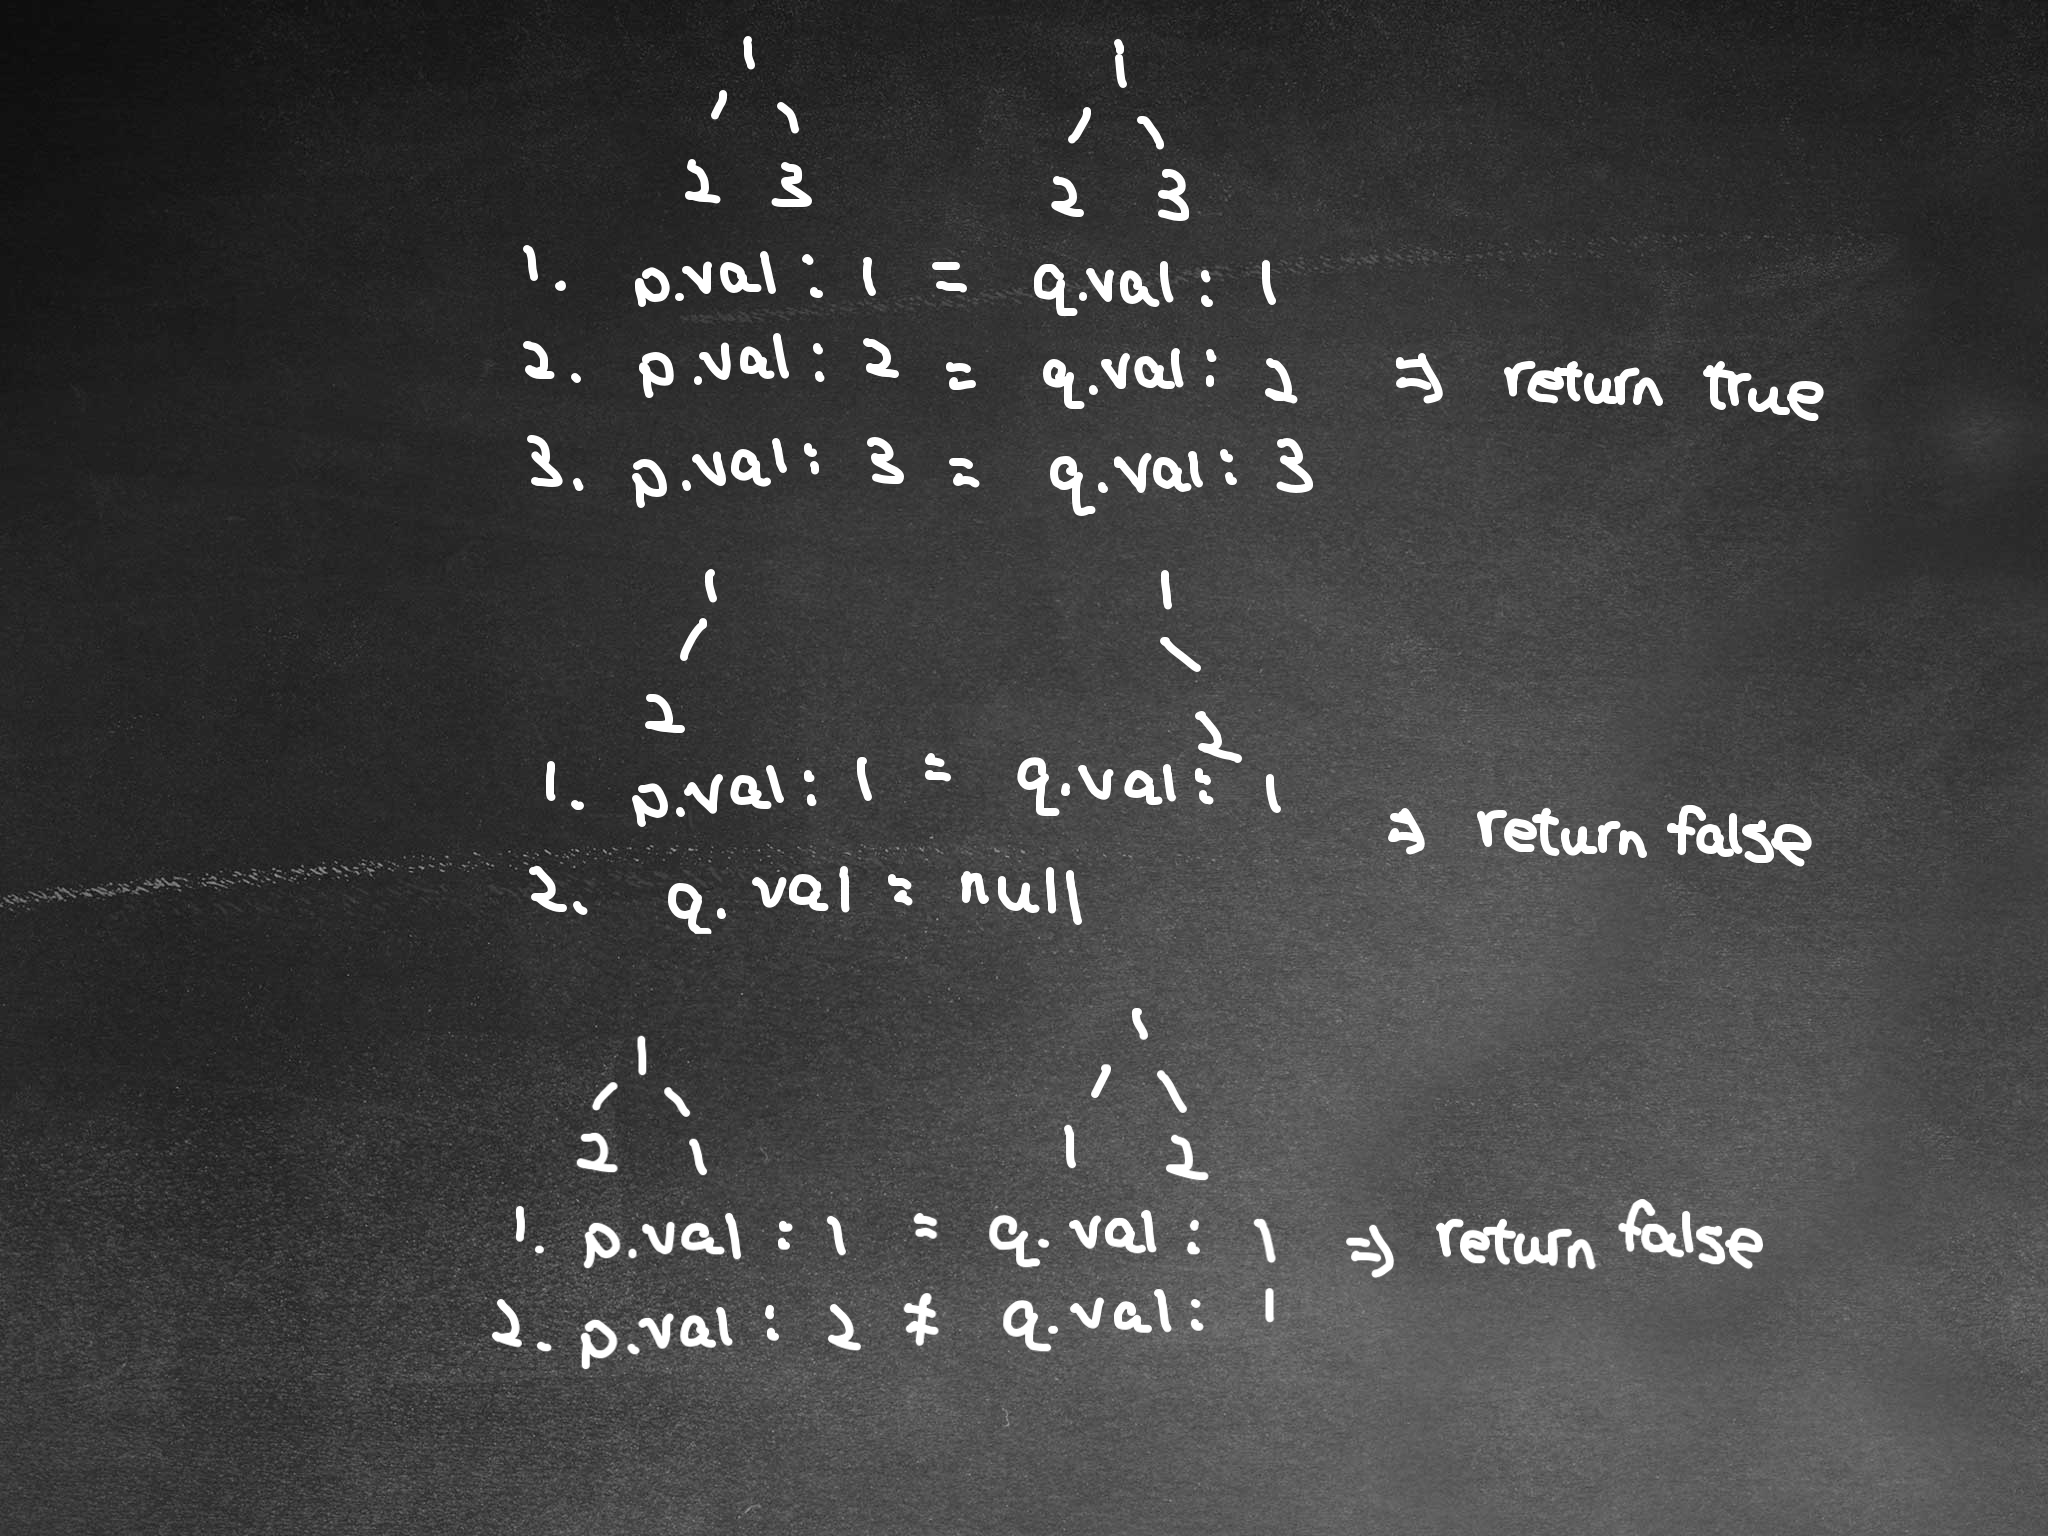 1 1
2 3 2 3
1. p.val : 1 = q.val : 1
2. p.val : 2 = q.val : 2 ⇒ return true
3. p.val : 3 = q.val : 3
1 1
2 2
1. p.val : 1 = q.val : 1
⇒ return false
2. q.val = null
1 1
2 1 1 2
1. p.val : 1 = q.val : 1 ⇒ return false
2. p.val : 2 ≠ q.val : 1